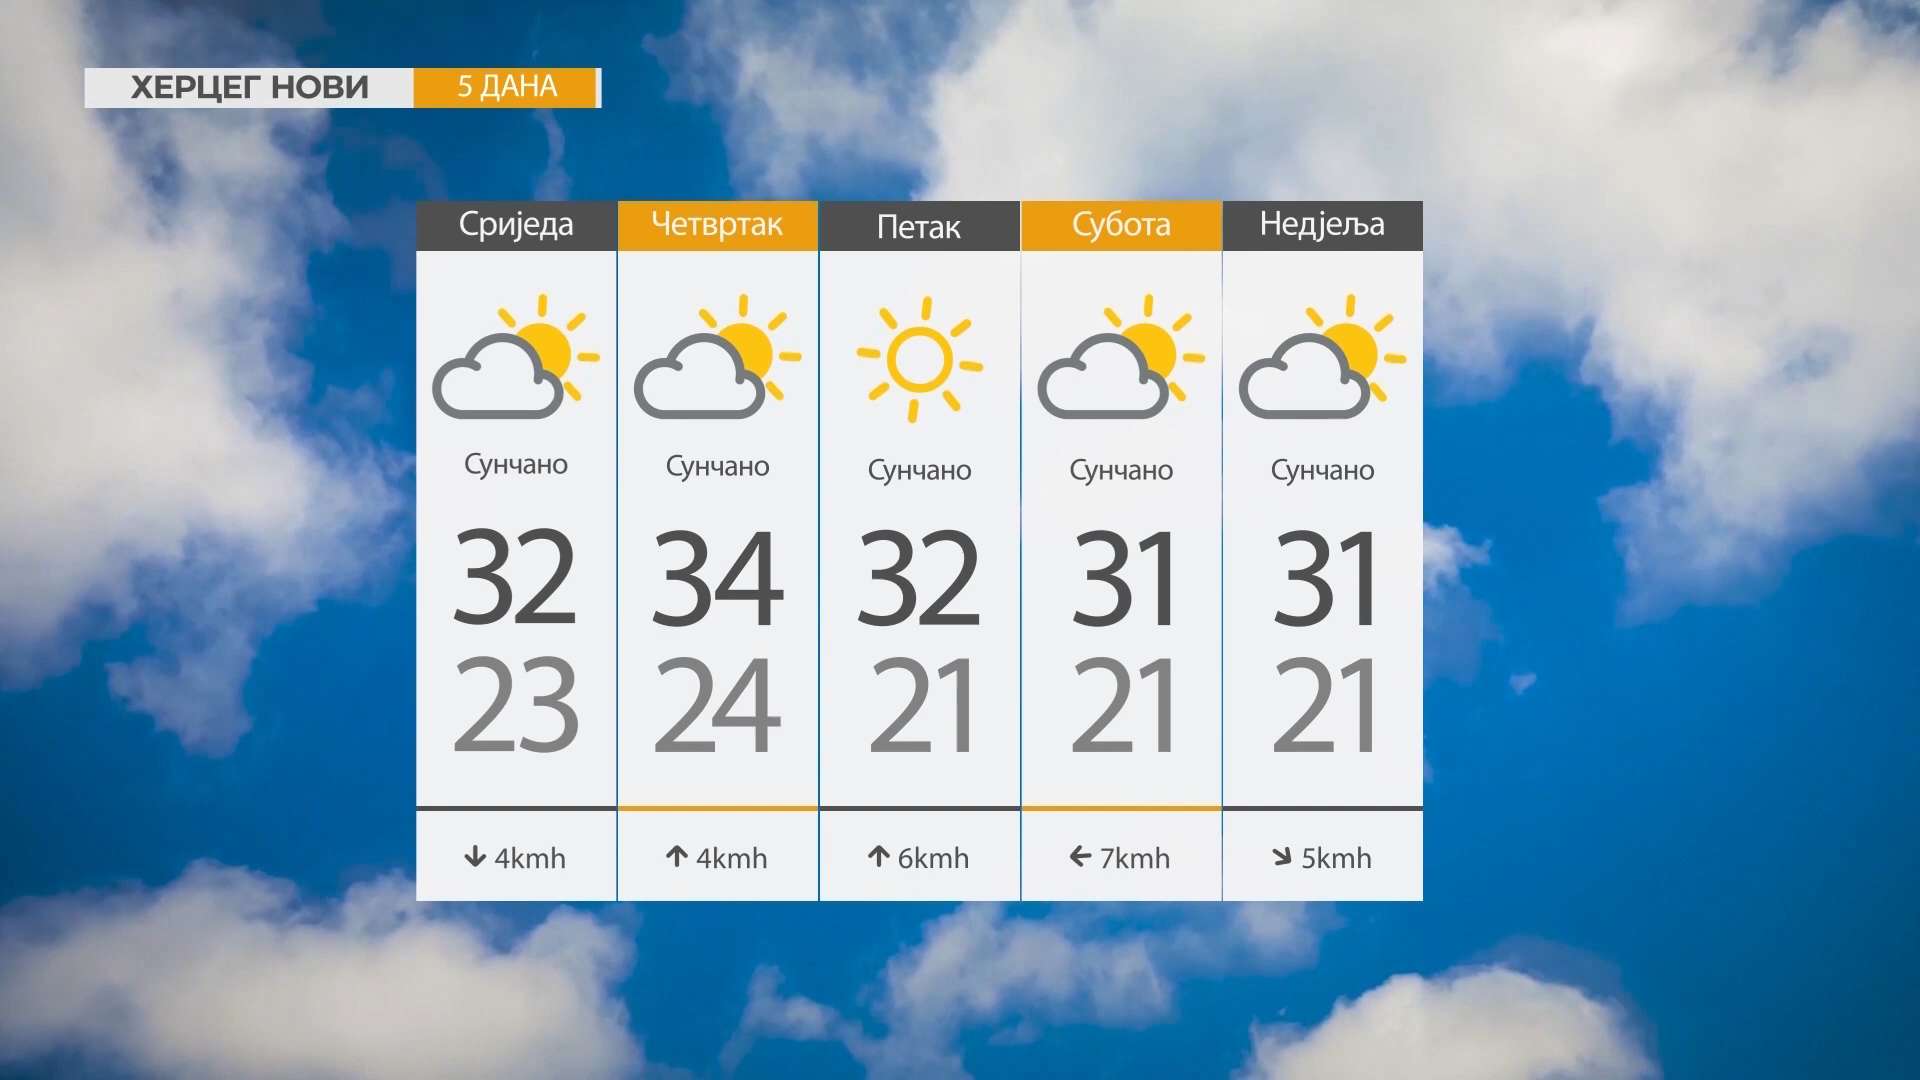 ХЕРЦЕГ НОВИ 5 ДАНА
Сриједа Четвртак Петак Субота Недјеља
Сунчано Сунчано Сунчано Сунчано Сунчано
32 34 32 31 31
23 24 21 21 21
4kmh 4kmh 6kmh 7kmh 5kmh